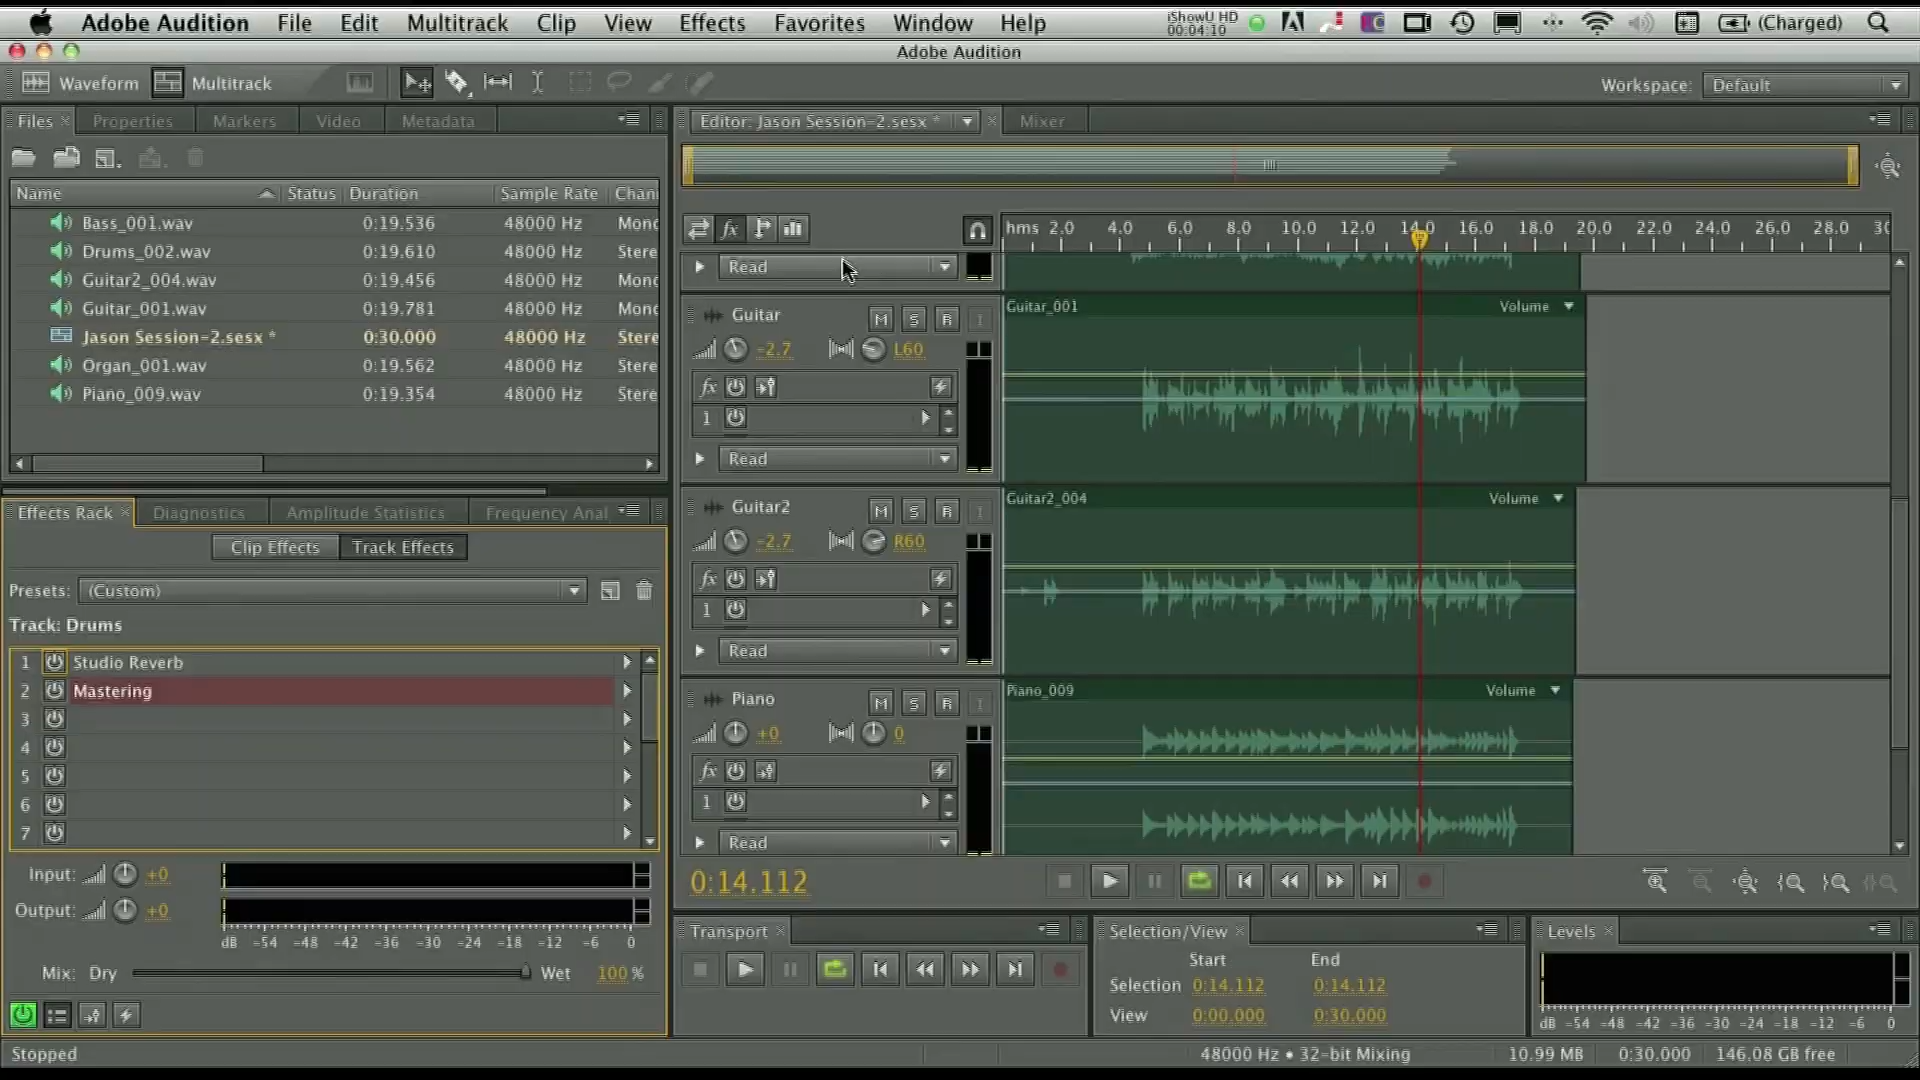 Adobe Audition File Edit Multitrack Clip View Effects Favorites Window Help iShowU HD 00:04:10 (Charged)
Adobe Audition
Waveform Multitrack Workspace: Default
Files Properties Markers Video Metadata
Editor: Jason Session-2.sesx * Mixer
Name Status Duration Sample Rate Chan
Bass_001.wav 0:19.536 48000 Hz Mono
Drums_002.wav 0:19.610 48000 Hz Stere
Guitar2_004.wav 0:19.456 48000 Hz Mono
Guitar_001.wav 0:19.781 48000 Hz Mono
Jason Session-2.sesx * 0:30.000 48000 Hz Stere
Organ_001.wav 0:19.562 48000 Hz Stere
Piano_009.wav 0:19.354 48000 Hz Stere
fx
hms 2.0 4.0 6.0 8.0 10.0 12.0 14.0 16.0 18.0 20.0 22.0 24.0 26.0 28.0 30
Read
Guitar M S R I
-2.7 L60
fx
1
Read
Guitar_001 Volume
Guitar2 M S R I
-2.7 R60
fx
1
Read
Guitar2_004 Volume
Piano M S R I
+0 0
fx
1
Read
Piano_009 Volume
Effects Rack Diagnostics Amplitude Statistics Frequency Anal
Clip Effects Track Effects
Presets: (Custom)
Track: Drums
1 Studio Reverb
2 Mastering
3
4
5
6
7
Input: +0
Output: +0
dB -54 -48 -42 -36 -30 -24 -18 -12 -6 0
Mix: Dry Wet 100 %
0:14.112
Transport
Selection/View
Start End
Selection 0:14.112 0:14.112
View 0:00.000 0:30.000
Levels
dB -54 -48 -42 -36 -30 -24 -18 -12 -6 0
Stopped 48000 Hz • 32-bit Mixing 10.99 MB 0:30.000 146.08 GB free